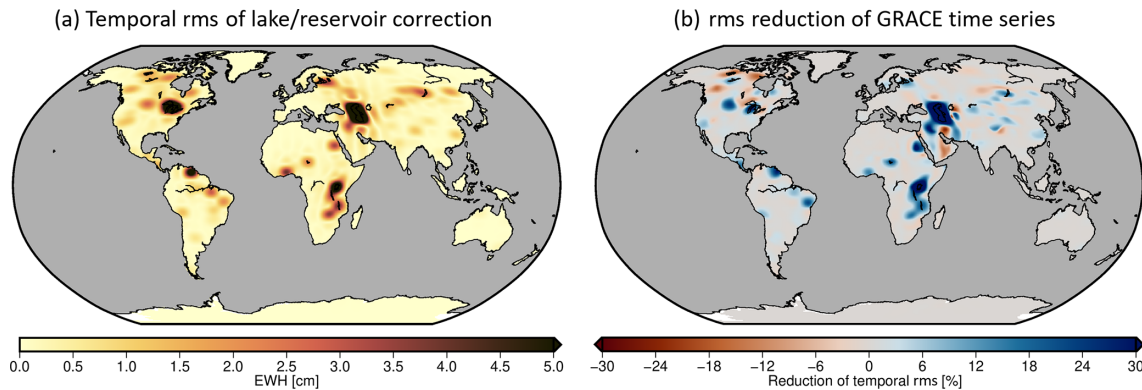 (a) Temporal rms of lake/reservoir correction
(b) rms reduction of GRACE time series
0.0 0.5 1.0 1.5 2.0 2.5 3.0 3.5 4.0 4.5 5.0
EWH [cm]
−30 −24 −18 −12 −6 0 6 12 18 24 30
Reduction of temporal rms [%]